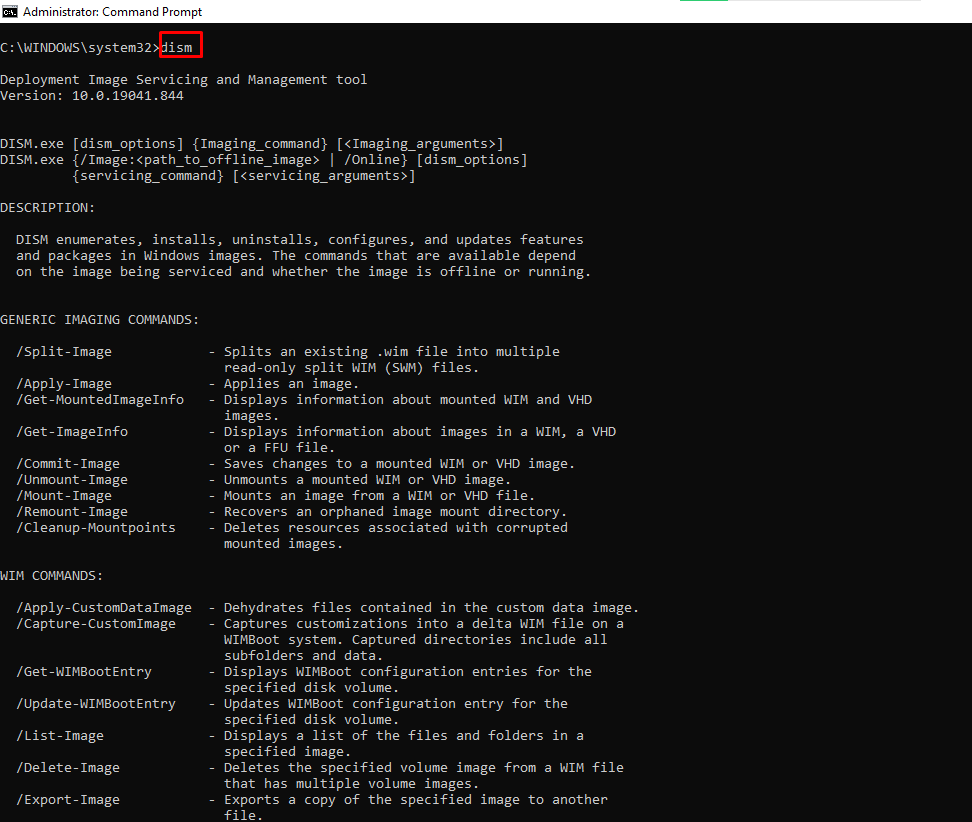 Administrator: Command Prompt
C:\WINDOWS\system32>dism
Deployment Image Servicing and Management tool
Version: 10.0.19041.844
DISM.exe [dism_options] {Imaging_command} [<Imaging_arguments>]
DISM.exe {/Image:<path_to_offline_image> | /Online} [dism_options]
{servicing_command} [<servicing_arguments>]
DESCRIPTION:
DISM enumerates, installs, uninstalls, configures, and updates features
and packages in Windows images. The commands that are available depend
on the image being serviced and whether the image is offline or running.
GENERIC IMAGING COMMANDS:
/Split-Image - Splits an existing .wim file into multiple
read-only split WIM (SWM) files.
/Apply-Image - Applies an image.
/Get-MountedImageInfo - Displays information about mounted WIM and VHD
images.
/Get-ImageInfo - Displays information about images in a WIM, a VHD
or a FFU file.
/Commit-Image - Saves changes to a mounted WIM or VHD image.
/Unmount-Image - Unmounts a mounted WIM or VHD image.
/Mount-Image - Mounts an image from a WIM or VHD file.
/Remount-Image - Recovers an orphaned image mount directory.
/Cleanup-Mountpoints - Deletes resources associated with corrupted
mounted images.
WIM COMMANDS:
/Apply-CustomDataImage - Dehydrates files contained in the custom data image.
/Capture-CustomImage - Captures customizations into a delta WIM file on a
WIMBoot system. Captured directories include all
subfolders and data.
/Get-WIMBootEntry - Displays WIMBoot configuration entries for the
specified disk volume.
/Update-WIMBootEntry - Updates WIMBoot configuration entry for the
specified disk volume.
/List-Image - Displays a list of the files and folders in a
specified image.
/Delete-Image - Deletes the specified volume image from a WIM file
that has multiple volume images.
/Export-Image - Exports a copy of the specified image to another
file.